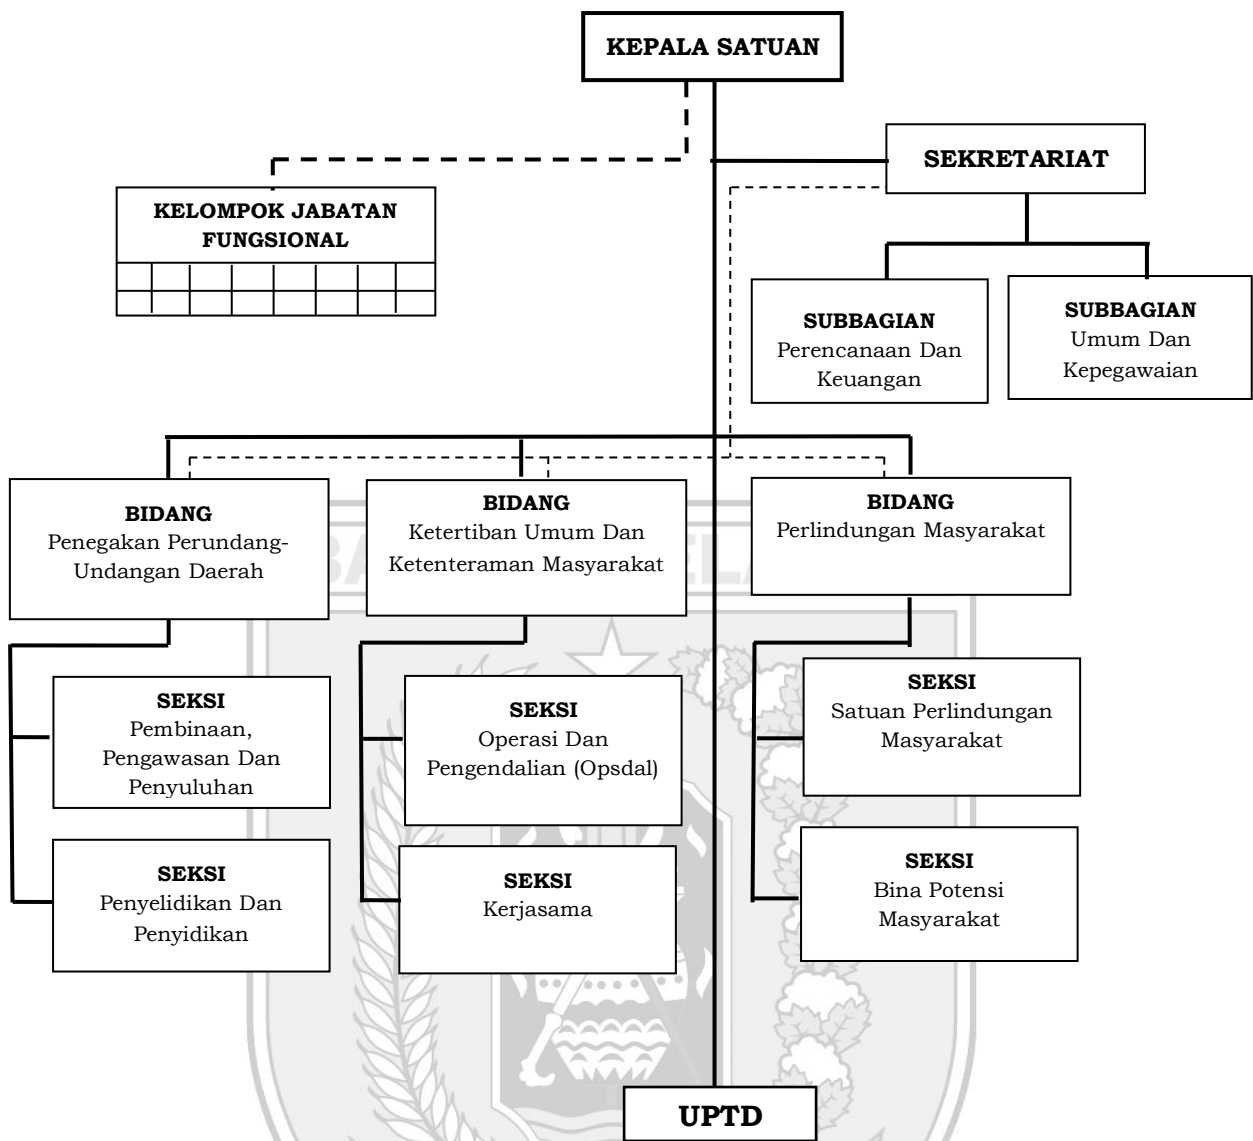 KEPALA SATUAN
SEKRETARIAT
KELOMPOK JABATAN
FUNGSIONAL
SUBBAGIAN
Perencanaan Dan
Keuangan
SUBBAGIAN
Umum Dan
Kepegawaian
BIDANG
Penegakan Perundang-
Undangan Daerah
BIDANG
Ketertiban Umum Dan
Ketenteraman Masyarakat
BIDANG
Perlindungan Masyarakat
SEKSI
Pembinaan,
Pengawasan Dan
Penyuluhan
SEKSI
Operasi Dan
Pengendalian (Opsdal)
SEKSI
Satuan Perlindungan
Masyarakat
SEKSI
Penyelidikan Dan
Penyidikan
SEKSI
Kerjasama
SEKSI
Bina Potensi
Masyarakat
UPTD